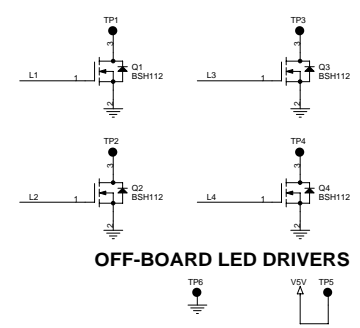 TP1
3
Q1
L1 1 BSH112
2
TP3
3
Q3
L3 1 BSH112
2
TP2
3
Q2
L2 1 BSH112
2
TP4
3
Q4
L4 1 BSH112
2
OFF-BOARD LED DRIVERS
TP6
V5V TP5